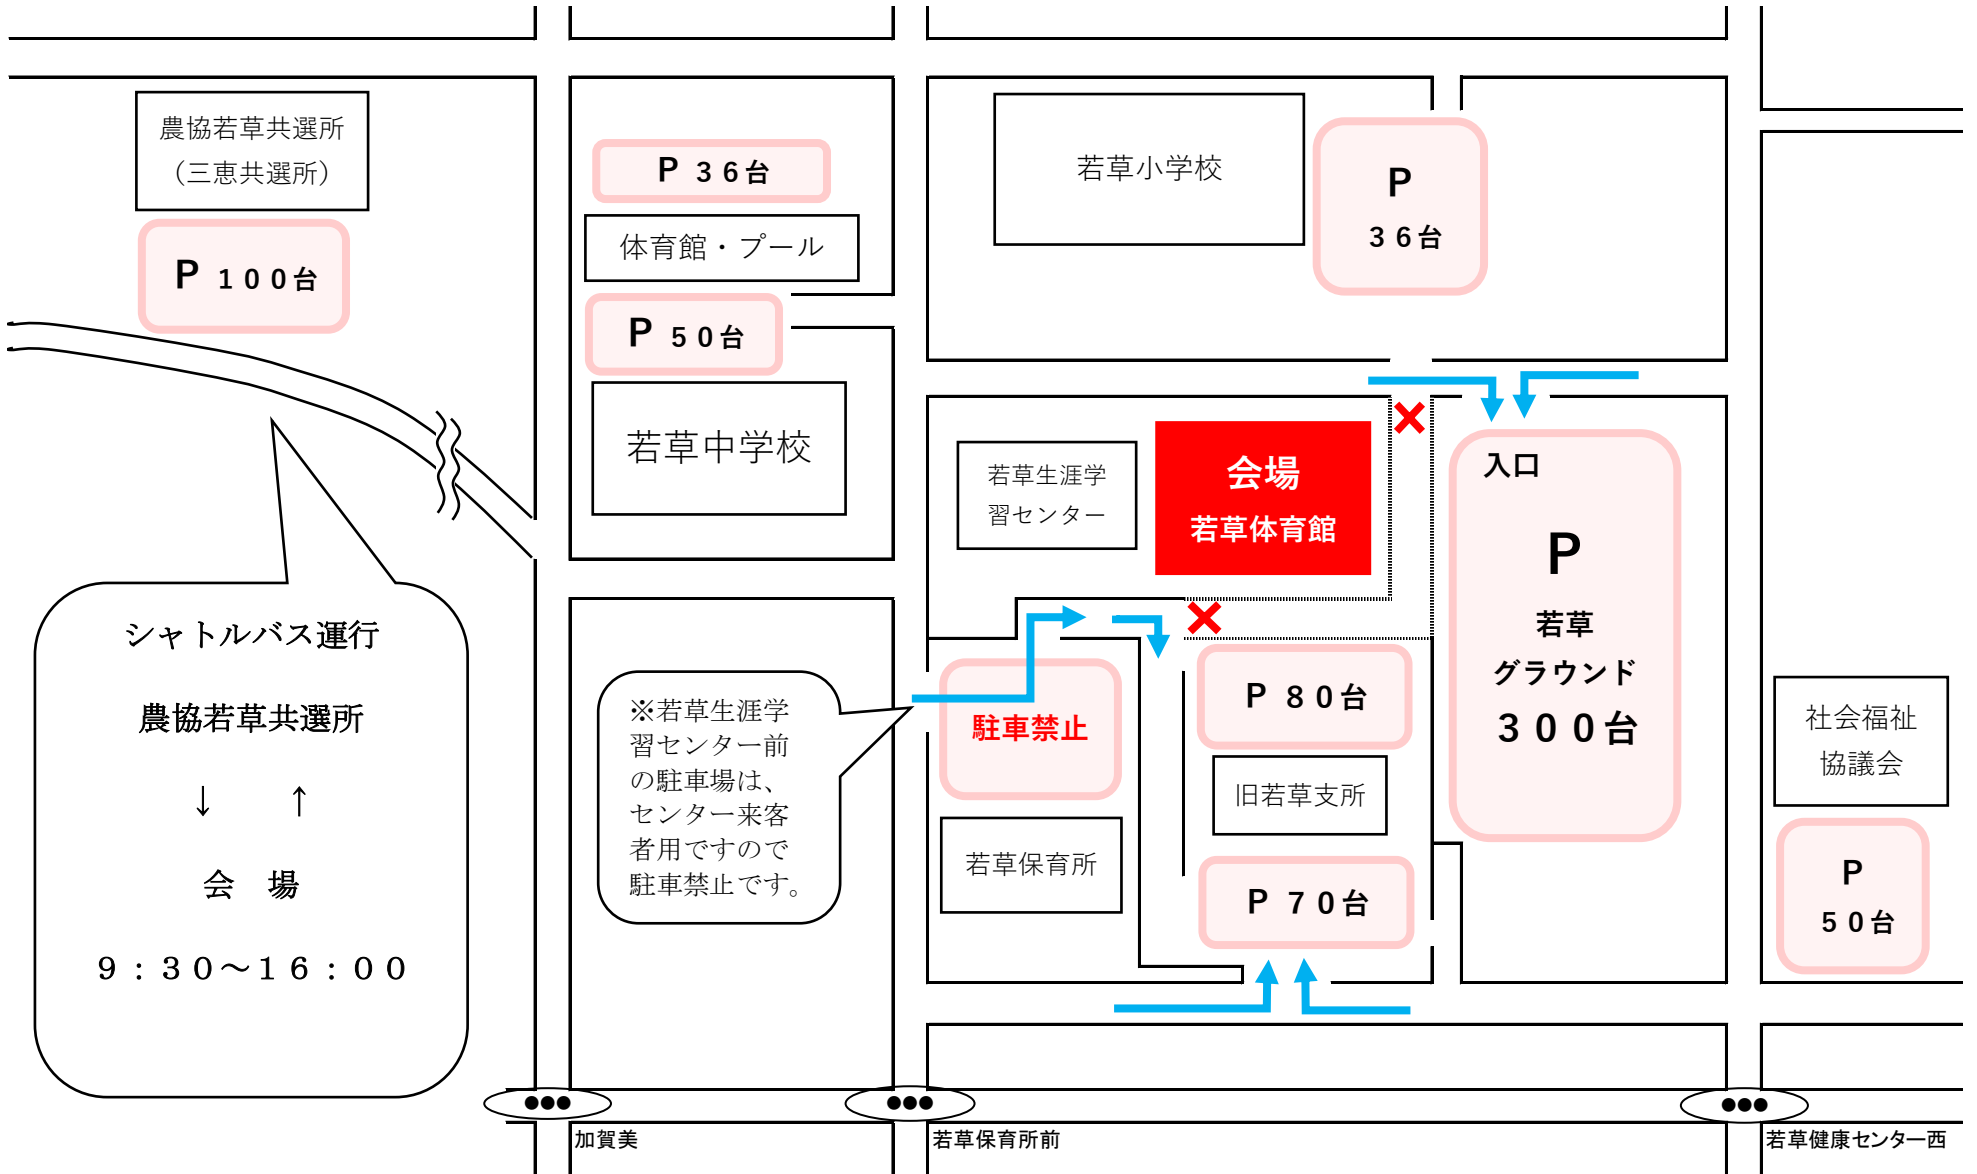 農協若草共選所
（三恵共選所）
P １００台
P ３６台
体育館・プール
P ５０台
若草中学校
若草小学校
P
３６台
若草生涯学
習センター
会場
若草体育館
入口
P
若草
グラウンド
３００台
シャトルバス運行
農協若草共選所
↓　↑
会　場
９：３０～１６：００
※若草生涯学
習センター前
の駐車場は、
センター来客
者用ですので
駐車禁止です。
駐車禁止
若草保育所
P ８０台
旧若草支所
P ７０台
社会福祉
協議会
P
５０台
加賀美
若草保育所前
若草健康センター西